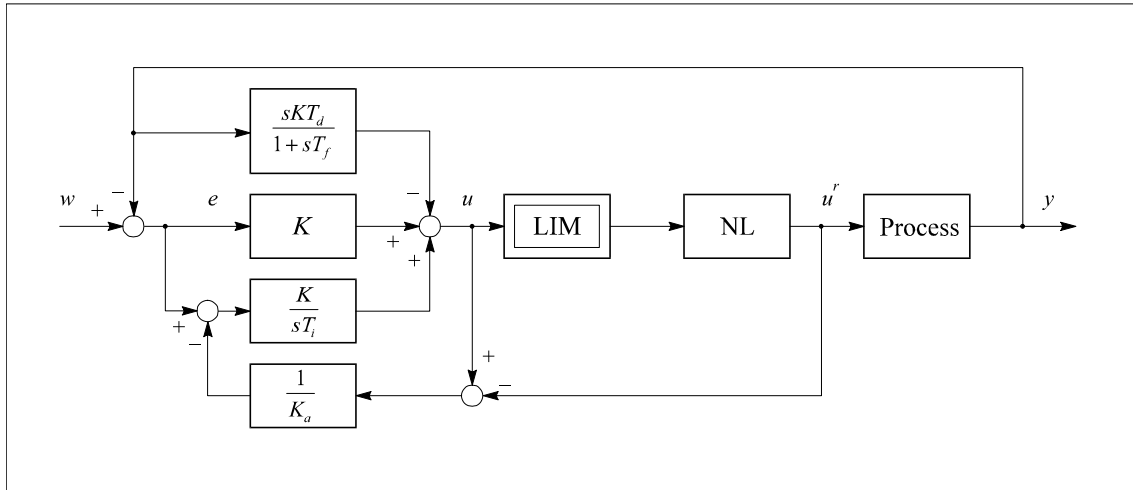 sKT_d
1 + sT_f
−
w + − e K u LIM NL u^r Process y
+
+
K
sT_i
+
−
+
−
1
K_a